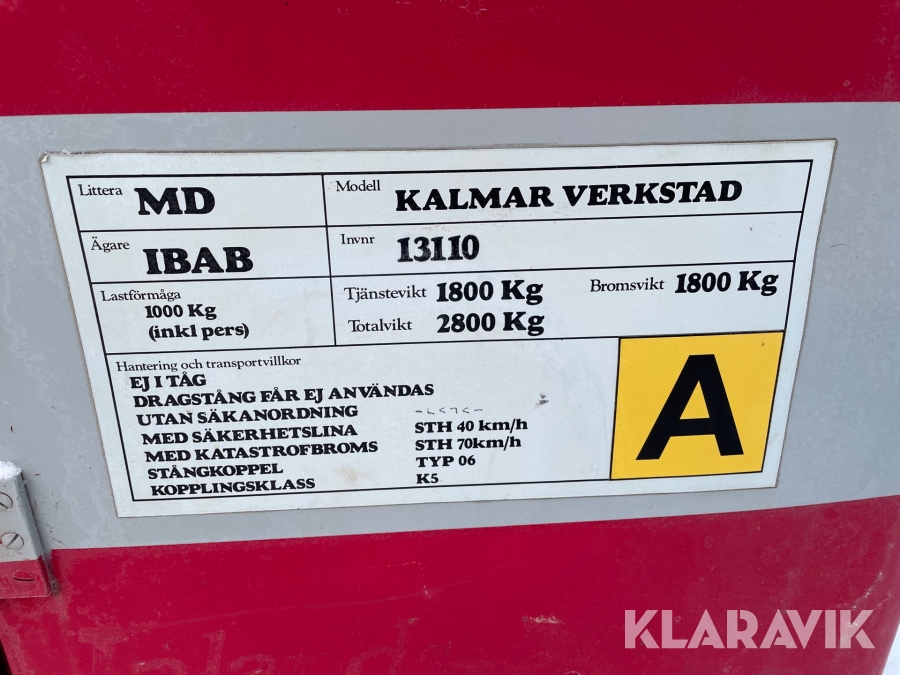 Littera MD Modell KALMAR VERKSTAD
Ägare IBAB Invnr 13110
Lastförmåga 1000 Kg (inkl pers)
Tjänstevikt 1800 Kg Bromsvikt 1800 Kg
Totalvikt 2800 Kg
Hantering och transportvillkor
EJ I TÅG
DRAGSTÅNG FÅR EJ ANVÄNDAS
UTAN SÄKANORDNING
MED SÄKERHETSLINA STH 40 km/h
MED KATASTROFBROMS STH 70km/h
STÅNGKOPPEL TYP 06
KOPPLINGSKLASS K5
A
KLARAVIK